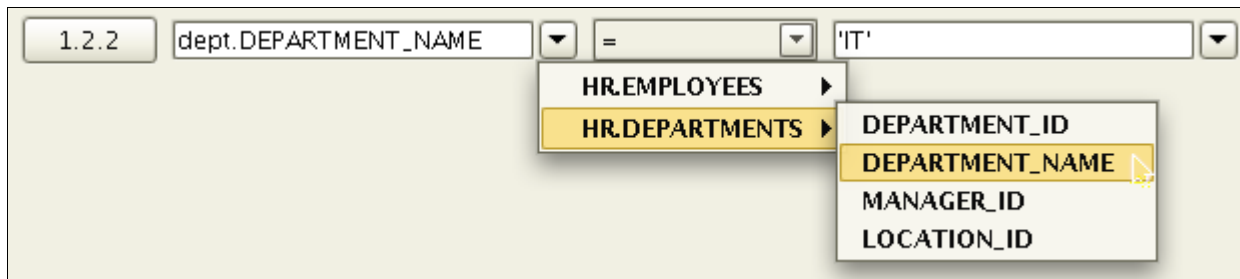 1.2.2 dept.DEPARTMENT_NAME = 'IT'
HR.EMPLOYEES
HR.DEPARTMENTS
DEPARTMENT_ID
DEPARTMENT_NAME
MANAGER_ID
LOCATION_ID